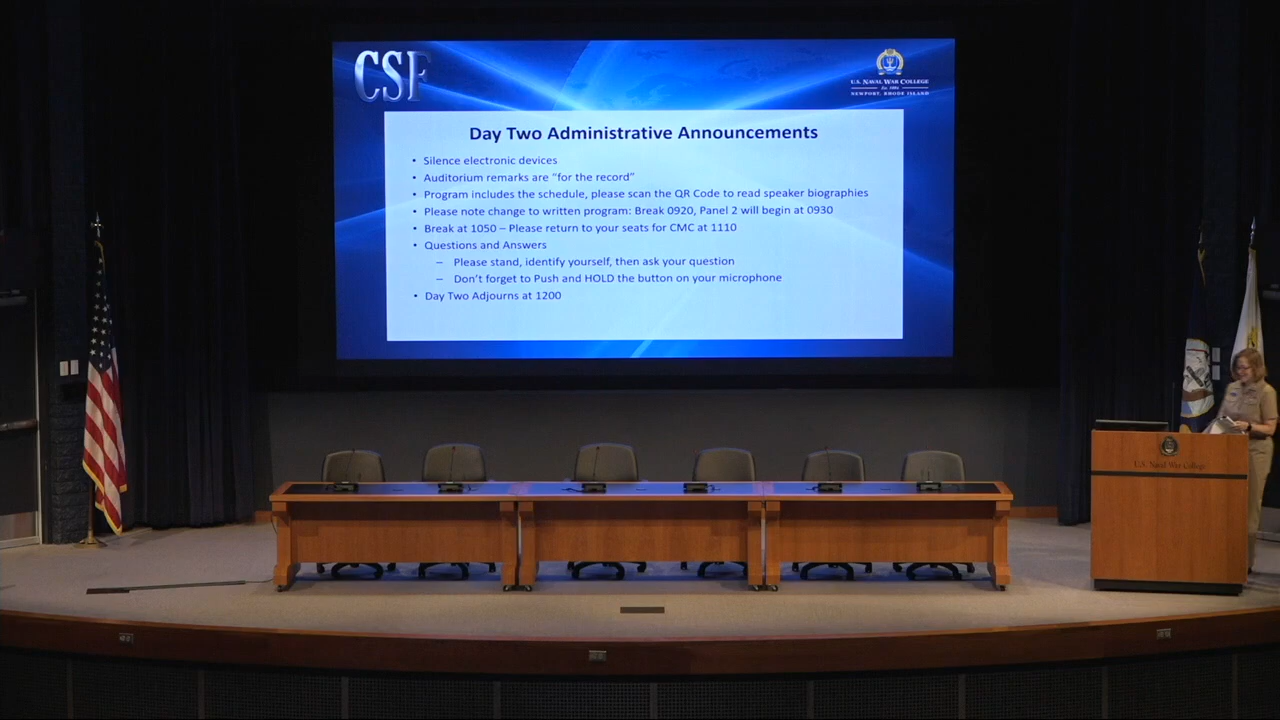 CSF
U.S. NAVAL WAR COLLEGE
Est. 1884
NEWPORT, RHODE ISLAND
Day Two Administrative Announcements
• Silence electronic devices
• Auditorium remarks are “for the record”
• Program includes the schedule, please scan the QR Code to read speaker biographies
• Please note change to written program: Break 0920, Panel 2 will begin at 0930
• Break at 1050 – Please return to your seats for CMC at 1110
• Questions and Answers
– Please stand, identify yourself, then ask your question
– Don’t forget to Push and HOLD the button on your microphone
• Day Two Adjourns at 1200
U.S. Naval War College